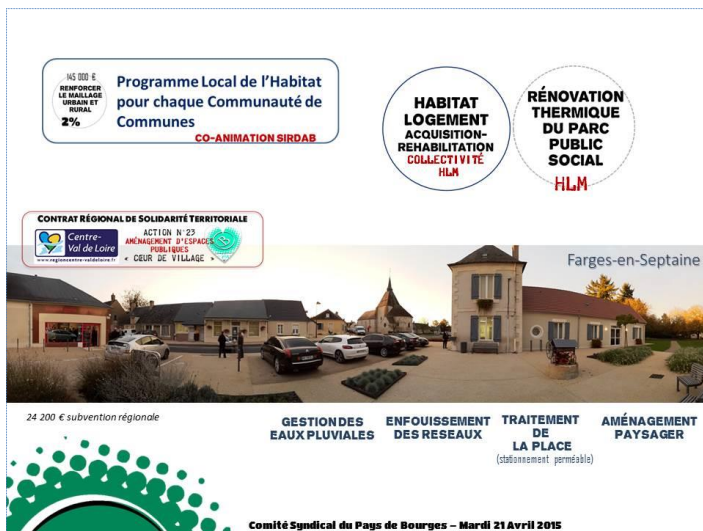 145 000 €
RENFORCER
LE MAILLAGE
URBAIN ET
RURAL
2%
Programme Local de l'Habitat
pour chaque Communauté de
Communes
CO-ANIMATION SIRDAB
HABITAT
LOGEMENT
ACQUISITION-
REHABILITATION
COLLECTIVITÉ
HLM
RÉNOVATION
THERMIQUE
DU PARC
PUBLIC
SOCIAL
HLM
CONTRAT RÉGIONAL DE SOLIDARITÉ TERRITORIALE
Centre-
Val de Loire
www.regioncentre-valdeloire.fr
ACTION N°23
AMÉNAGEMENT D'ESPACES
PUBLIQUES
« CŒUR DE VILLAGE »
B
Farges-en-Septaine
24 200 € subvention régionale
GESTION DES
EAUX PLUVIALES
ENFOUISSEMENT
DES RESEAUX
TRAITEMENT
DE
LA PLACE
(stationnement perméable)
AMÉNAGEMENT
PAYSAGER
Comité Syndical du Pays de Bourges – Mardi 21 Avril 2015